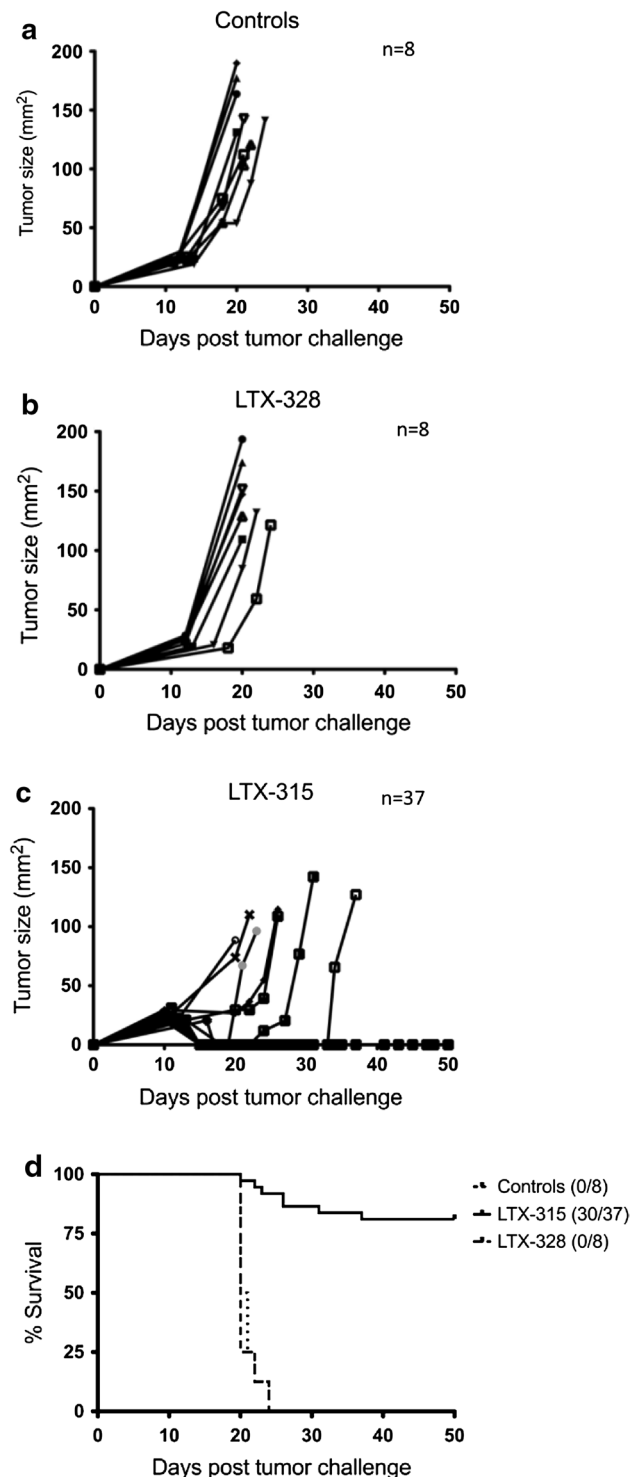 a
Controls
n=8
Tumor size (mm²)
200
150
100
50
0
0 10 20 30 40 50
Days post tumor challenge
b
LTX-328
n=8
Tumor size (mm²)
200
150
100
50
0
0 10 20 30 40 50
Days post tumor challenge
c
LTX-315
n=37
Tumor size (mm²)
200
150
100
50
0
0 10 20 30 40 50
Days post tumor challenge
d
% Survival
100
75
50
25
0
0 10 20 30 40 50
Days post tumor challenge
Controls (0/8)
LTX-315 (30/37)
LTX-328 (0/8)